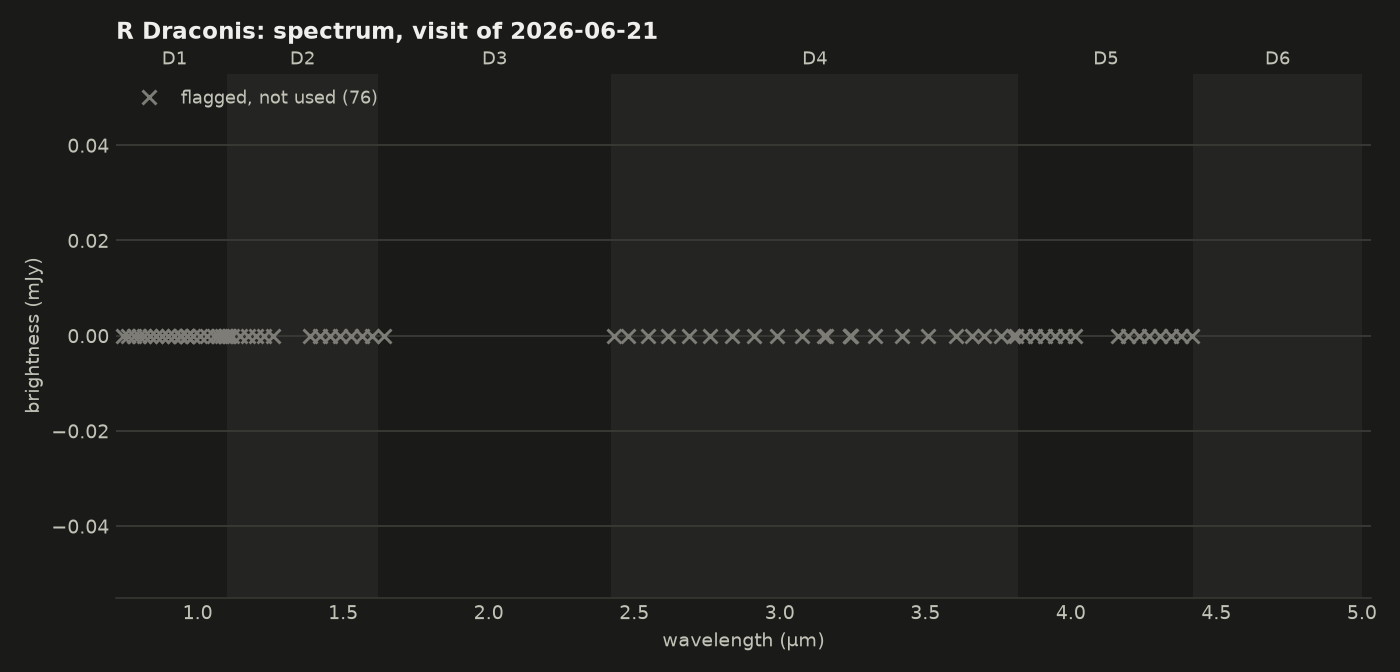 R Draconis: spectrum, visit of 2026-06-21
D1 D2 D3 D4 D5 D6
flagged, not used (76)
0.04
0.02
0.00
−0.02
−0.04
brightness (mJy)
1.0 1.5 2.0 2.5 3.0 3.5 4.0 4.5 5.0
wavelength (μm)